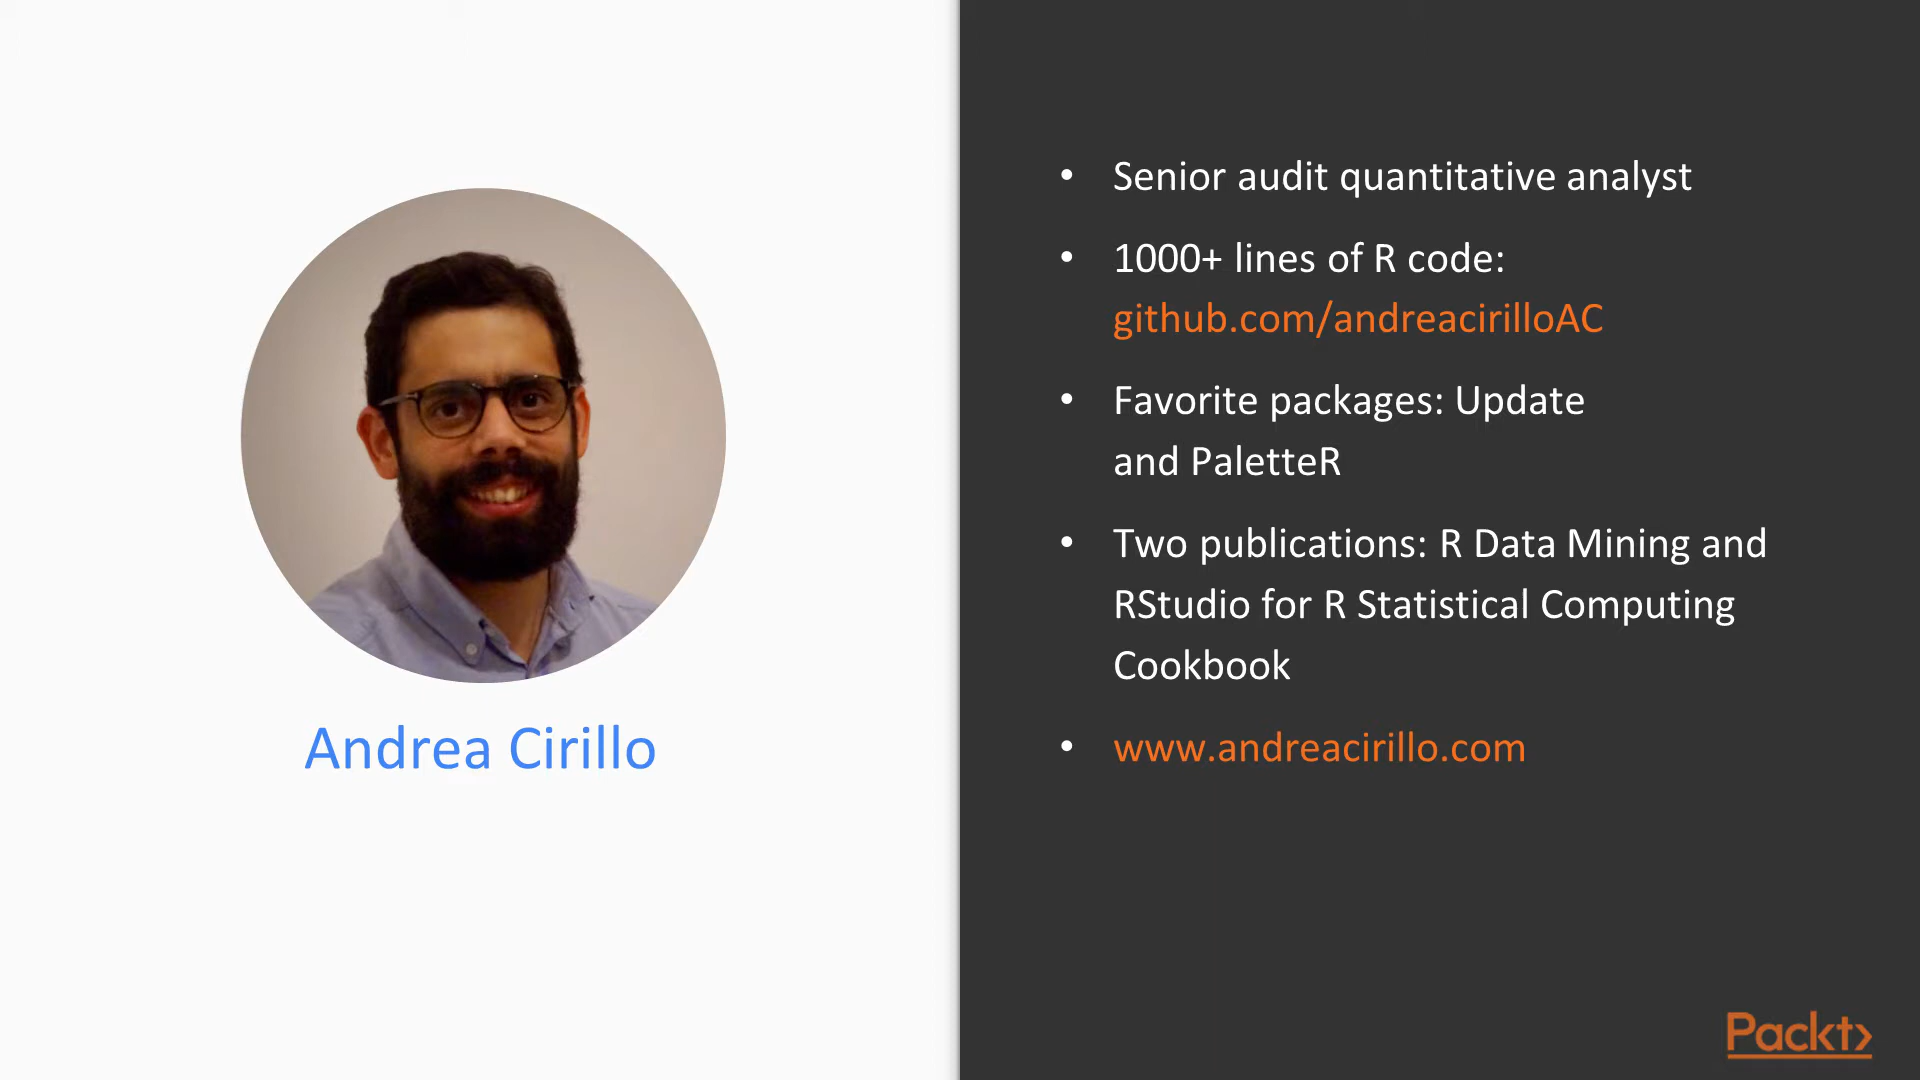 Andrea Cirillo
• Senior audit quantitative analyst
• 1000+ lines of R code:
github.com/andreacirilloAC
• Favorite packages: Update
and PaletteR
• Two publications: R Data Mining and
RStudio for R Statistical Computing
Cookbook
• www.andreacirillo.com
Packt>